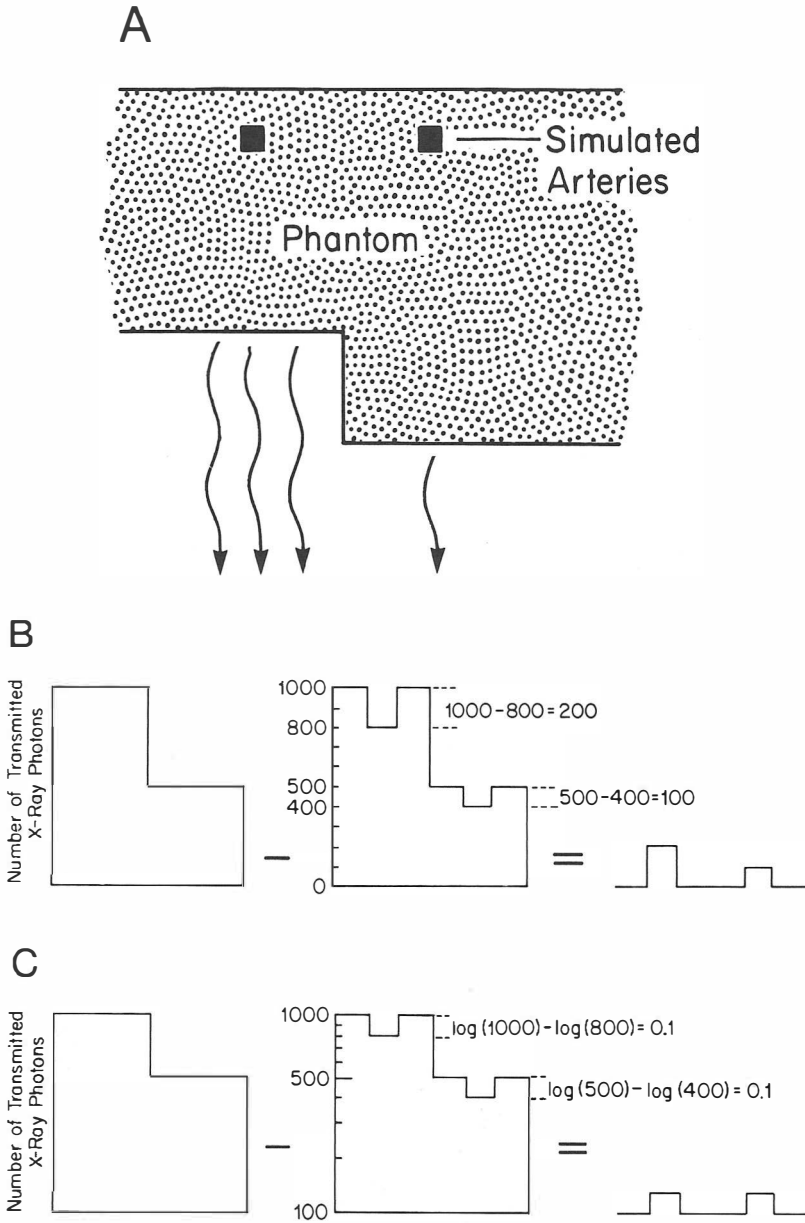 A
Simulated
Arteries
Phantom
B
Number of Transmitted
X-Ray Photons
1000
800
500
400
0
1000-800=200
500-400=100
−
=
C
Number of Transmitted
X-Ray Photons
1000
500
100
log(1000)-log(800)=0.1
log(500)-log(400)=0.1
−
=